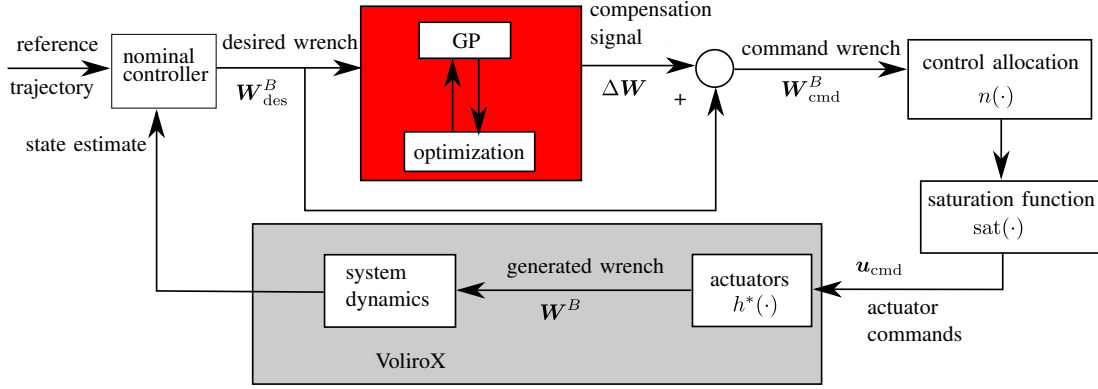 reference
trajectory
nominal
controller
state estimate
desired wrench
W^B_des
GP
optimization
compensation
signal
ΔW
+
command wrench
W^B_cmd
control allocation
n(·)
saturation function
sat(·)
u_cmd
actuator
commands
actuators
h*(·)
generated wrench
W^B
system
dynamics
VoliroX